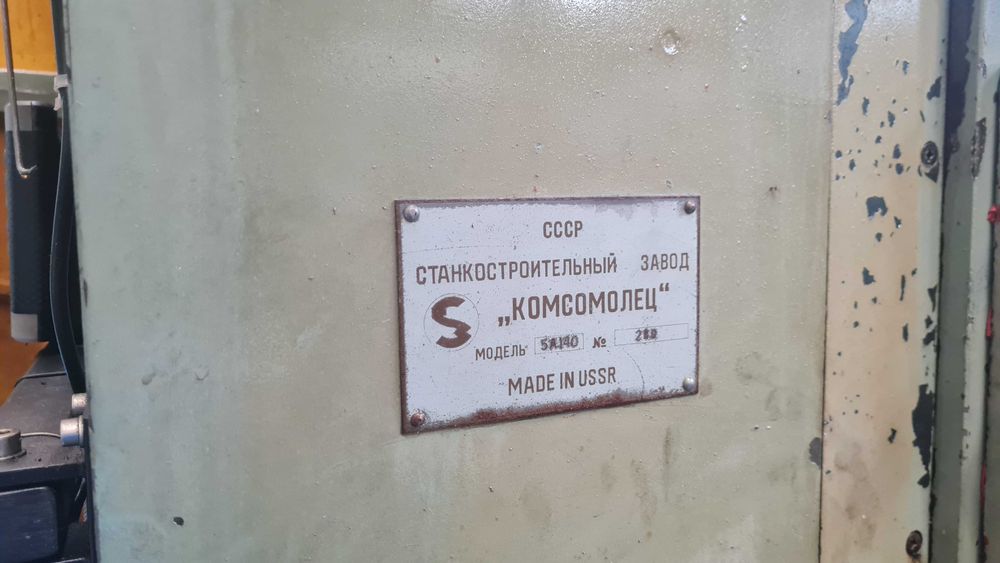 СССР
СТАНКОСТРОИТЕЛЬНЫЙ ЗАВОД
„КОМСОМОЛЕЦ“
МОДЕЛЬ 5А140 №
MADE IN USSR